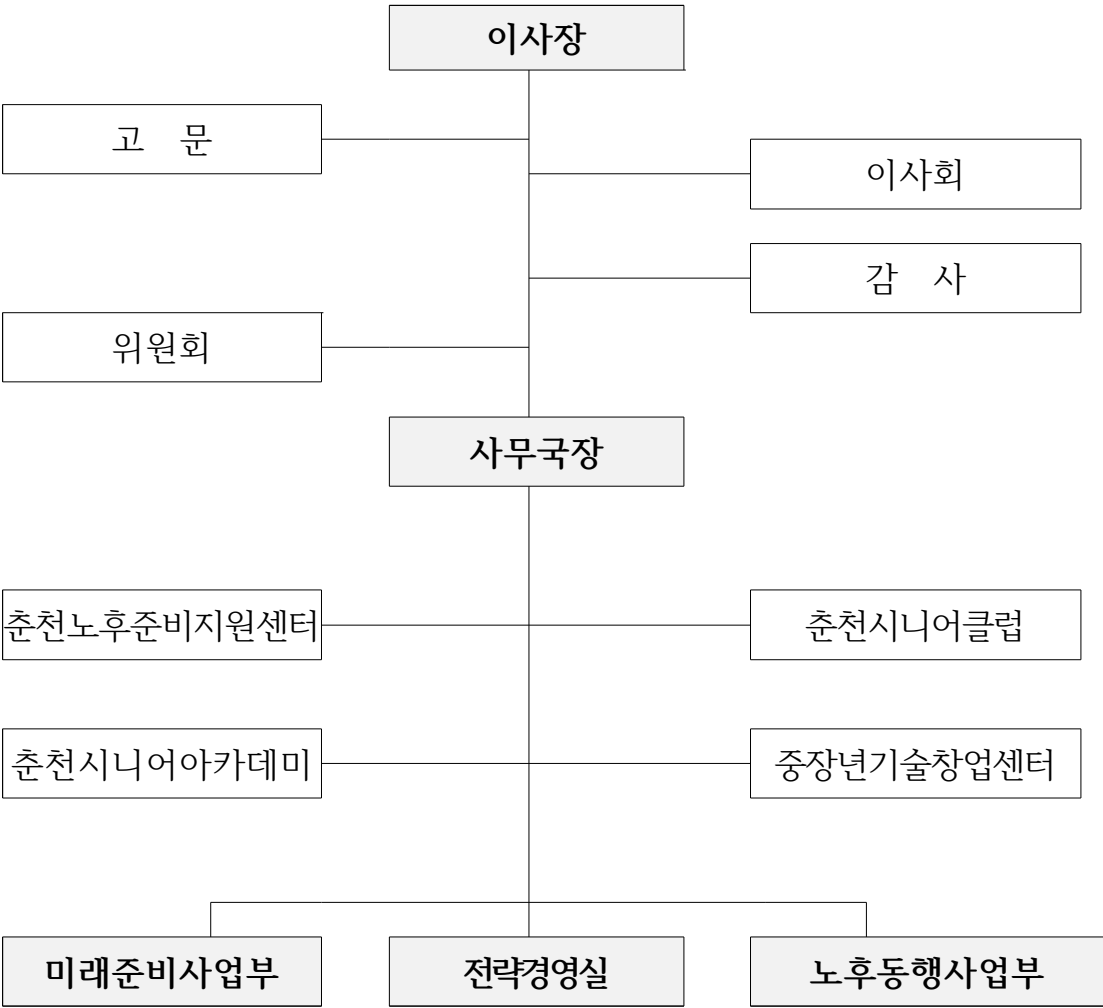 이사장
고 문
이사회
감 사
위원회
사무국장
춘천노후준비지원센터
춘천시니어클럽
춘천시니어아카데미
중장년기술창업센터
미래준비사업부
전략경영실
노후동행사업부